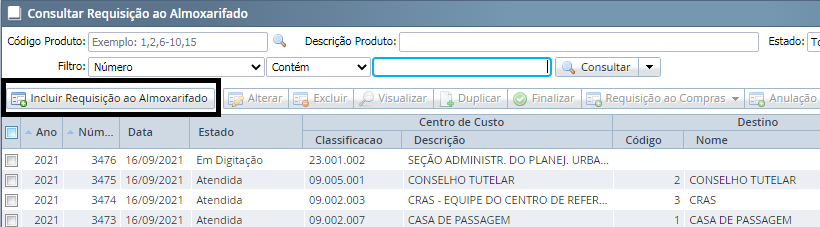 Consultar Requisição ao Almoxarifado
Código Produto: Exemplo: 1,2,6-10,15 Descrição Produto: Estado:
Filtro: Número Contém Consultar
Incluir Requisição ao Almoxarifado Alterar Excluir Visualizar Duplicar Finalizar Requisição ao Compras Anulação
Centro de Custo Destino
Ano Núm... Data Estado Classificacao Descrição Código Nome
2021 3476 16/09/2021 Em Digitação 23.001.002 SEÇÃO ADMINISTR. DO PLANEJ. URBA...
2021 3475 16/09/2021 Atendida 09.005.001 CONSELHO TUTELAR 2 CONSELHO TUTELAR
2021 3474 16/09/2021 Atendida 09.002.003 CRAS - EQUIPE DO CENTRO DE REFER... 3 CRAS
2021 3473 16/09/2021 Atendida 09.002.007 CASA DE PASSAGEM 1 CASA DE PASSAGEM